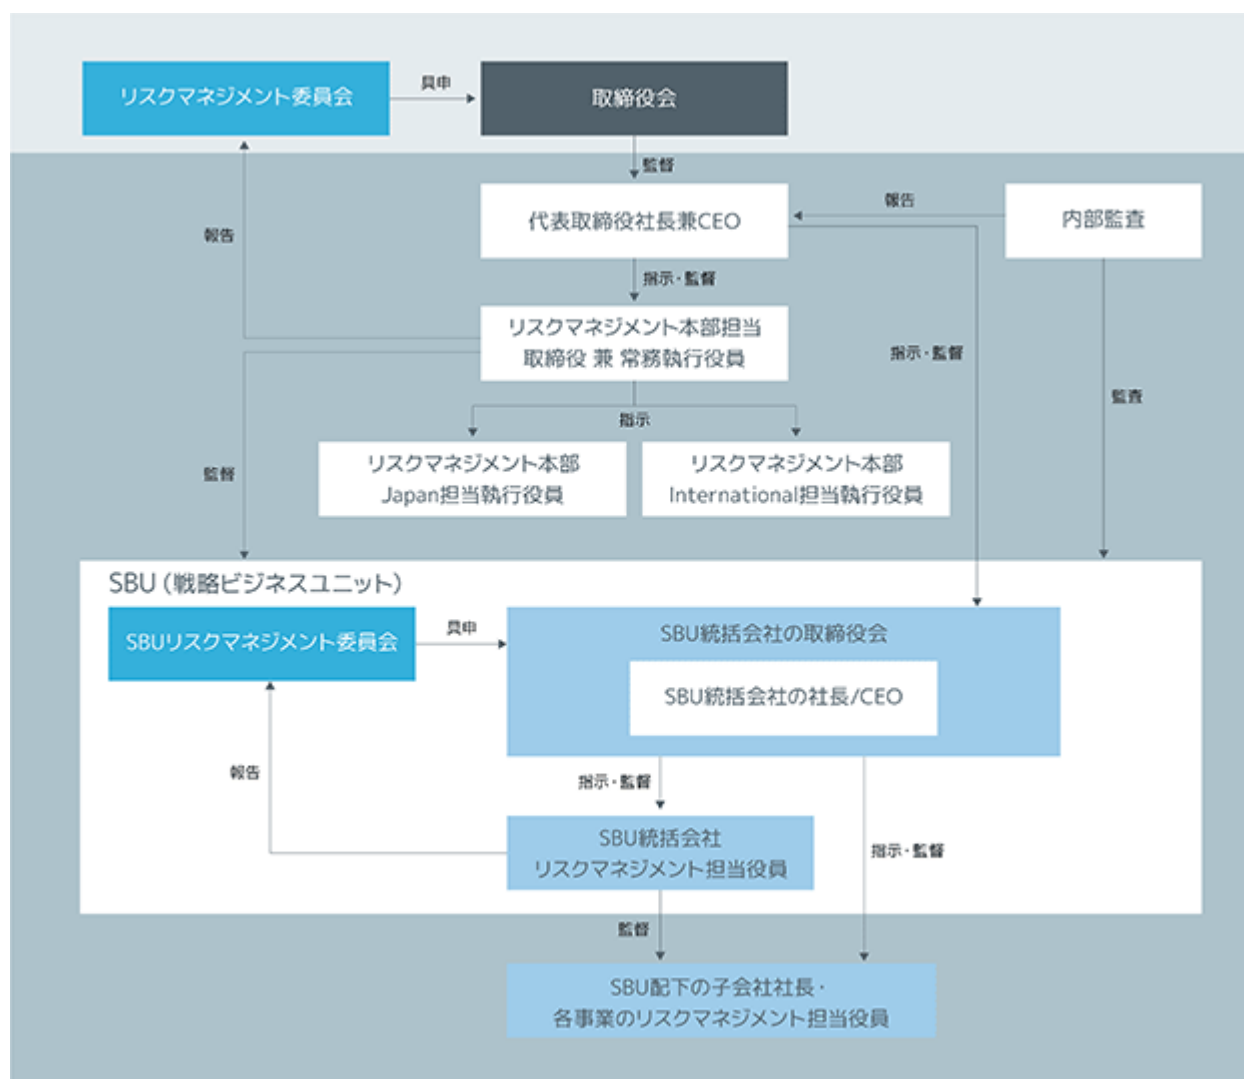 リスクマネジメント委員会
具申
取締役会
監督
代表取締役社長兼CEO
報告
内部監査
報告
指示・監督
リスクマネジメント本部担当
取締役 兼 常務執行役員
指示・監督
監査
指示
監督
リスクマネジメント本部
Japan担当執行役員
リスクマネジメント本部
International担当執行役員
SBU（戦略ビジネスユニット）
SBUリスクマネジメント委員会
具申
SBU統括会社の取締役会
SBU統括会社の社長/CEO
報告
指示・監督
SBU統括会社
リスクマネジメント担当役員
指示・監督
監督
SBU配下の子会社社長・
各事業のリスクマネジメント担当役員